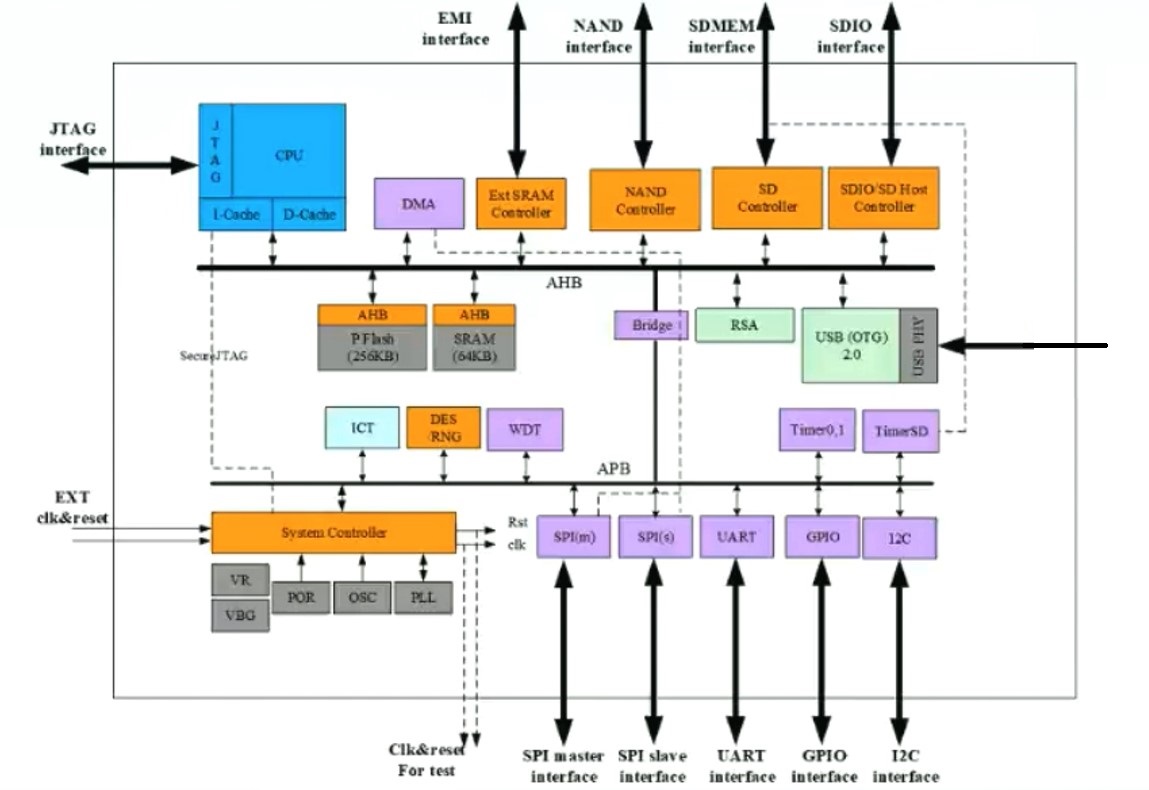 EMI
interface
NAND
interface
SDMEM
interface
SDIO
interface
JTAG
interface
JTAG
CPU
I-Cache
D-Cache
DMA
Ext SRAM
Controller
NAND
Controller
SD
Controller
SDIO/SD Host
Controller
AHB
AHB
P Flash
(256KB)
AHB
SRAM
(64KB)
Bridge
RSA
USB (OTG)
2.0
USB PHY
SecureJTAG
ICT
DES
/RNG
WDT
Timer0,1
TimerSD
APB
EXT
clk&reset
System Controller
Rst
clk
SPI(m)
SPI(s)
UART
GPIO
I2C
VR
VBG
POR
OSC
PLL
Clk&reset
For test
SPI master
interface
SPI slave
interface
UART
interface
GPIO
interface
I2C
interface